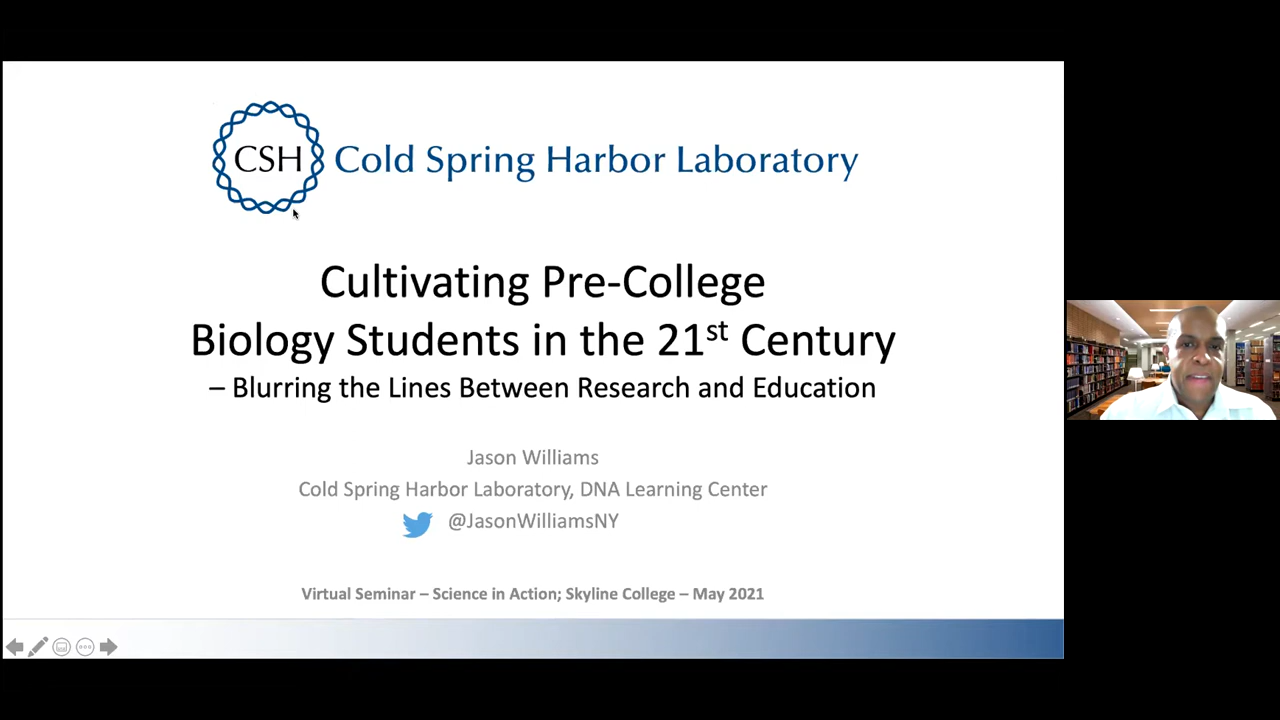 CSH Cold Spring Harbor Laboratory
Cultivating Pre-College
Biology Students in the 21st Century
– Blurring the Lines Between Research and Education
Jason Williams
Cold Spring Harbor Laboratory, DNA Learning Center
@JasonWilliamsNY
Virtual Seminar – Science in Action; Skyline College – May 2021